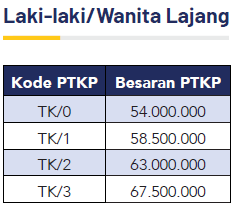 Laki-laki/Wanita Lajang
Kode PTKP Besaran PTKP
TK/0 54.000.000
TK/1 58.500.000
TK/2 63.000.000
TK/3 67.500.000